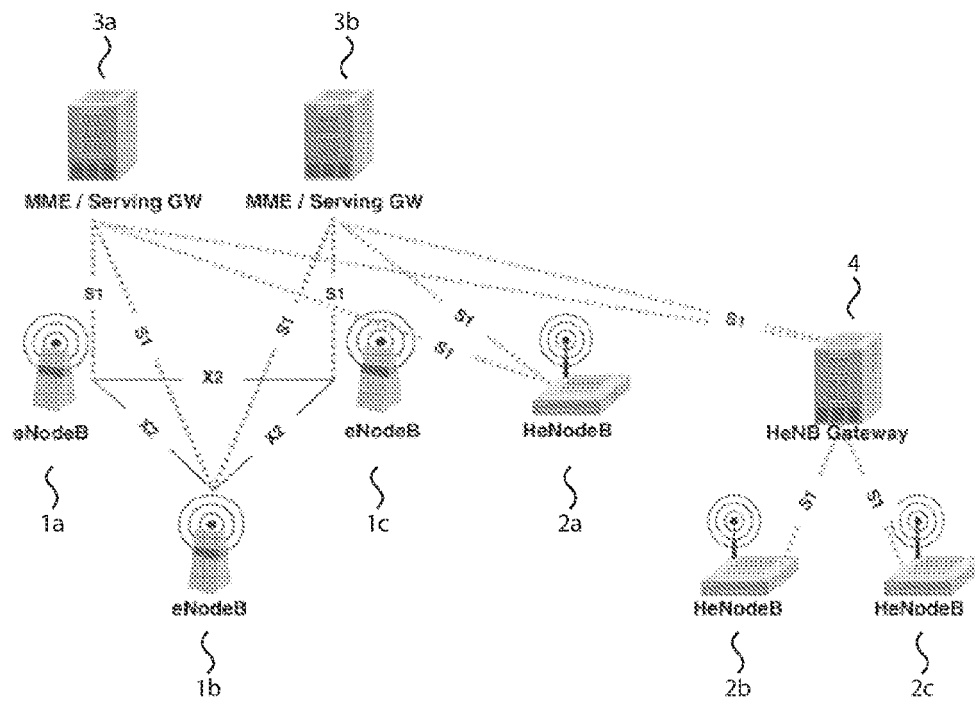 3a 3b
MME / Serving GW MME / Serving GW
4
S1 S1
S1 S1 S1 S1 S1
X2
X2 X2
eNodeB eNodeB HeNodeB HeNB Gateway
1a 1c 2a
S1 S1
eNodeB HeNodeB HeNodeB
1b 2b 2c